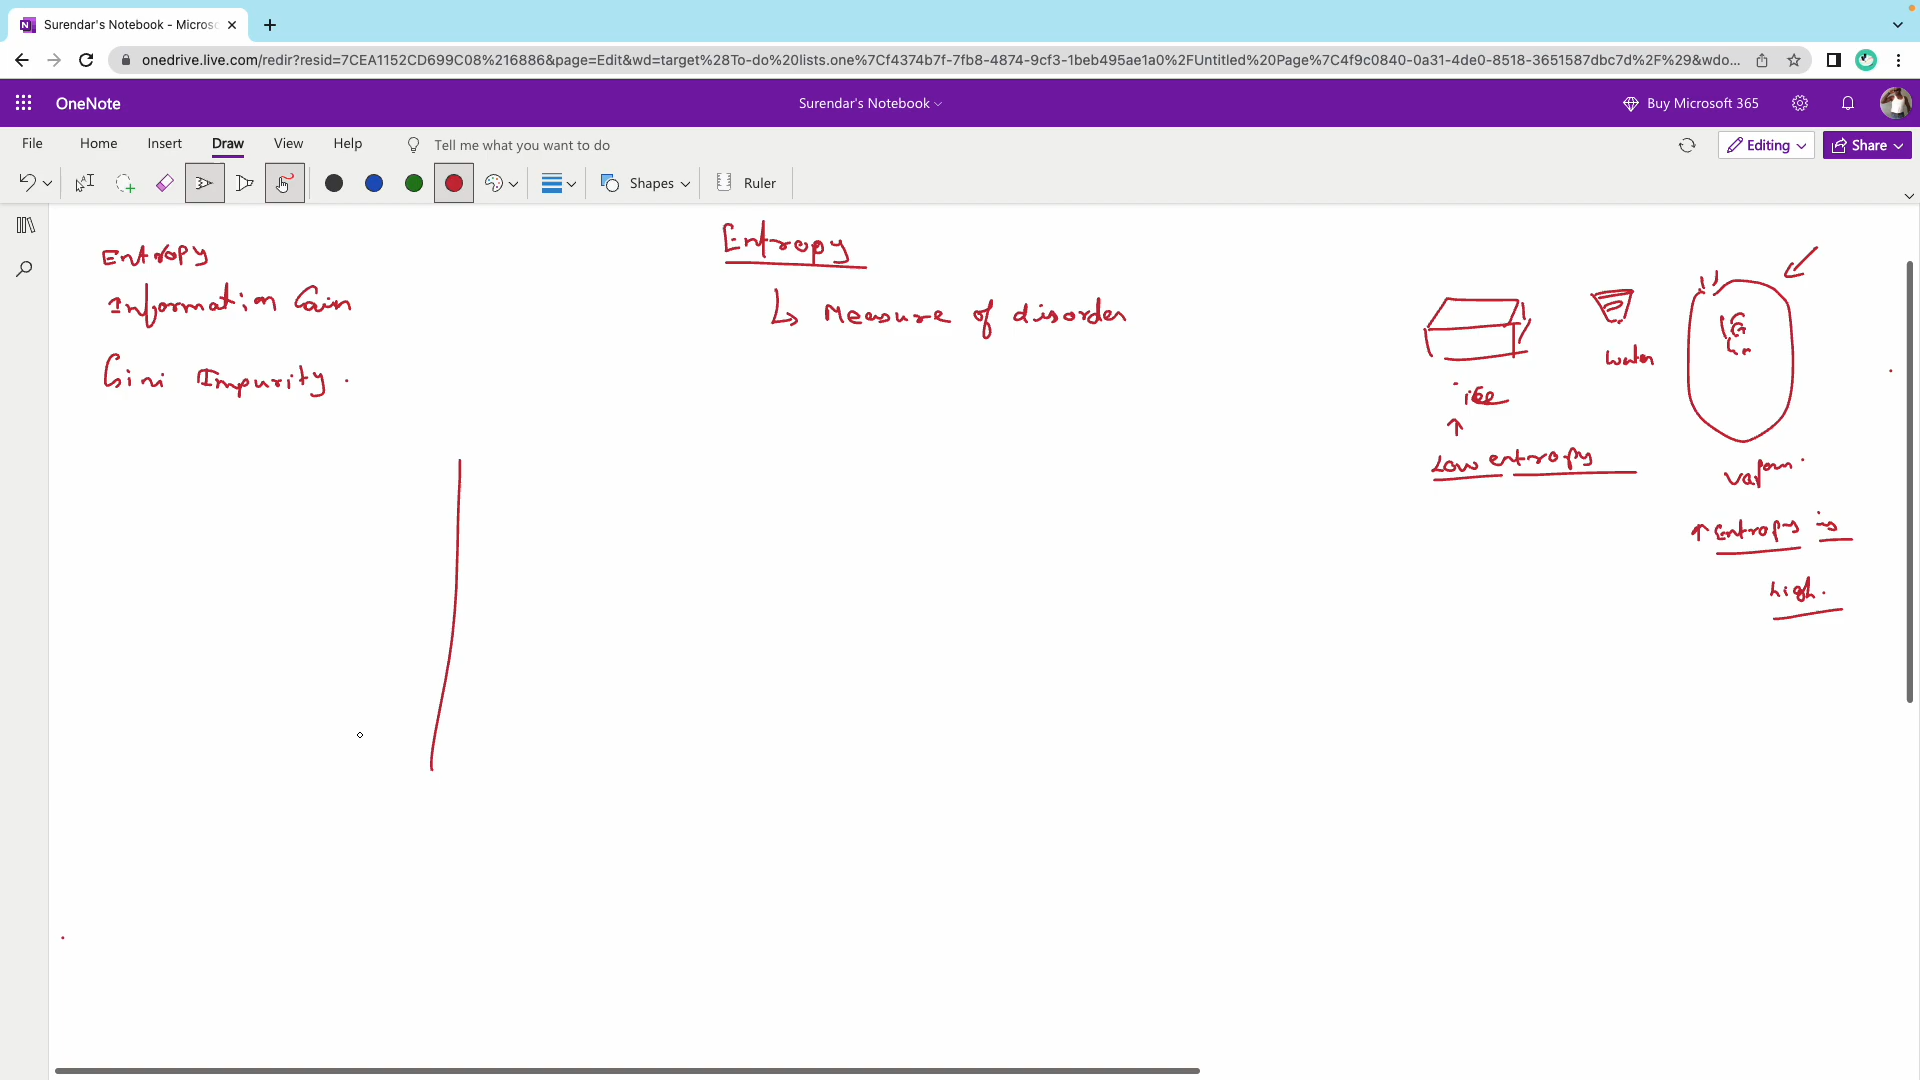 Surendar's Notebook - Microso
onedrive.live.com/redir?resid=7CEA1152CD699C08%216886&page=Edit&wd=target%28To-do%20lists.one%7Cf4374b7f-7fb8-4874-9cf3-1beb495ae1a0%2FUntitled%20Page%7C4f9c0840-0a31-4de0-8518-3651587dbc7d%2F%29&wdo...
OneNote
Surendar's Notebook
Buy Microsoft 365
File Home Insert Draw View Help Tell me what you want to do
Editing Share
Shapes Ruler
Entropy
Information Gain
Gini Impurity.
Entropy
Measure of disorder
ice
Low entropy
water
vapour.
Entropy is
high.